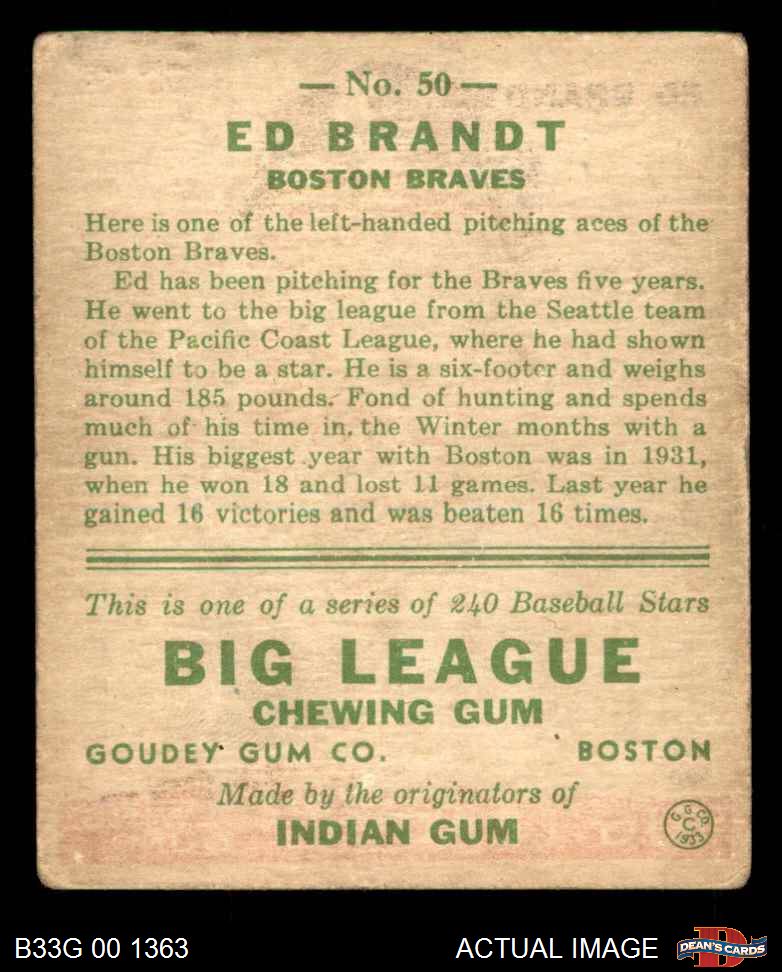 — No. 50 —
ED BRANDT
BOSTON BRAVES
Here is one of the left-handed pitching aces of the
Boston Braves.
Ed has been pitching for the Braves five years.
He went to the big league from the Seattle team
of the Pacific Coast League, where he had shown
himself to be a star. He is a six-footer and weighs
around 185 pounds. Fond of hunting and spends
much of his time in the Winter months with a
gun. His biggest year with Boston was in 1931,
when he won 18 and lost 11 games. Last year he
gained 16 victories and was beaten 16 times.
This is one of a series of 240 Baseball Stars
BIG LEAGUE
CHEWING GUM
GOUDEY GUM CO. BOSTON
Made by the originators of
INDIAN GUM
G. G. CO.
C
1933
B33G 00 1363 ACTUAL IMAGE
D
DEAN'S CARDS